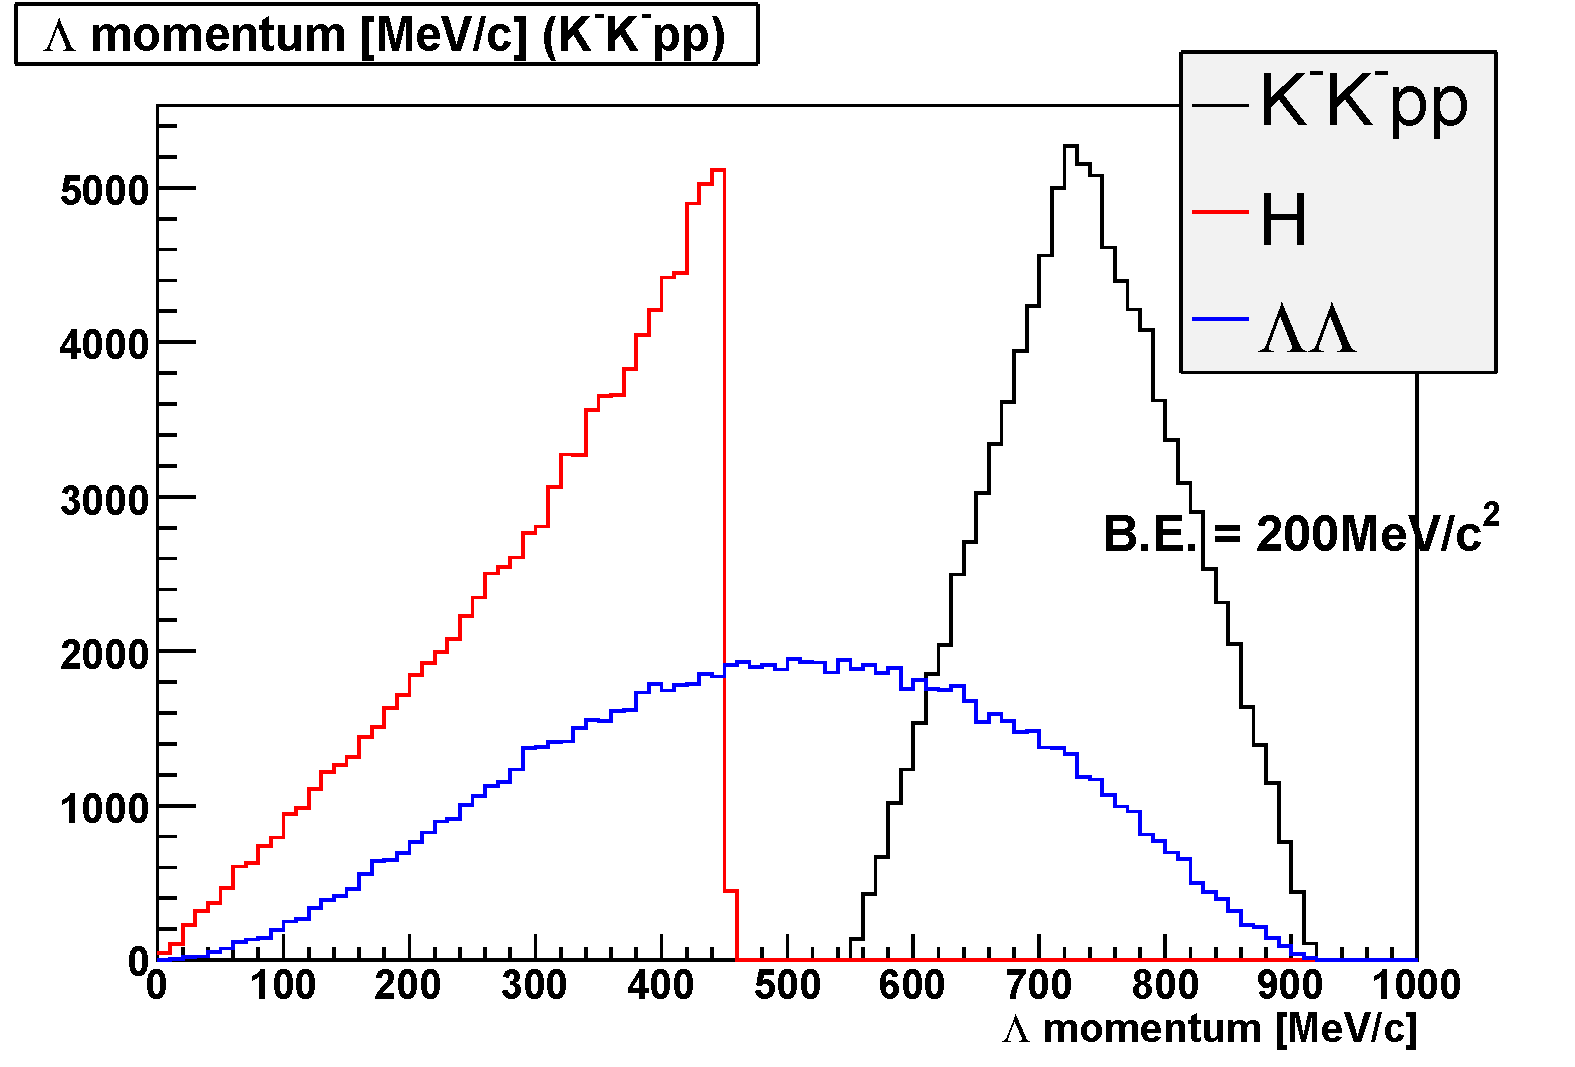 Λ momentum [MeV/c] (K⁻K⁻pp)
K⁻K⁻pp
H
ΛΛ
B.E. = 200MeV/c²
5000
4000
3000
2000
1000
0
0 100 200 300 400 500 600 700 800 900 1000
Λ momentum [MeV/c]